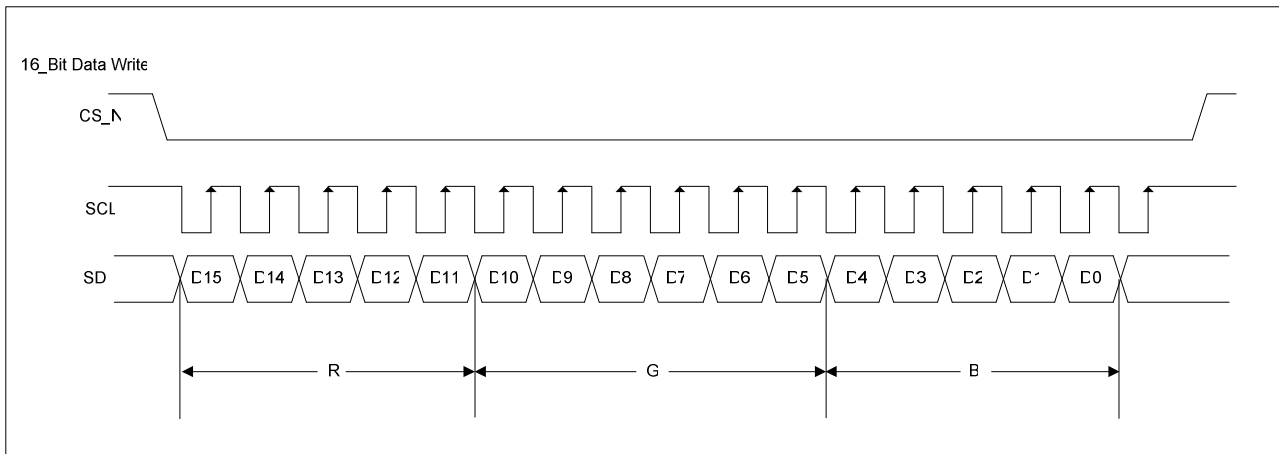 16_Bit Data Write
CS_N
SCL
SD
D15 D14 D13 D12 D11 D10 D9 D8 D7 D6 D5 D4 D3 D2 D1 D0
R G B